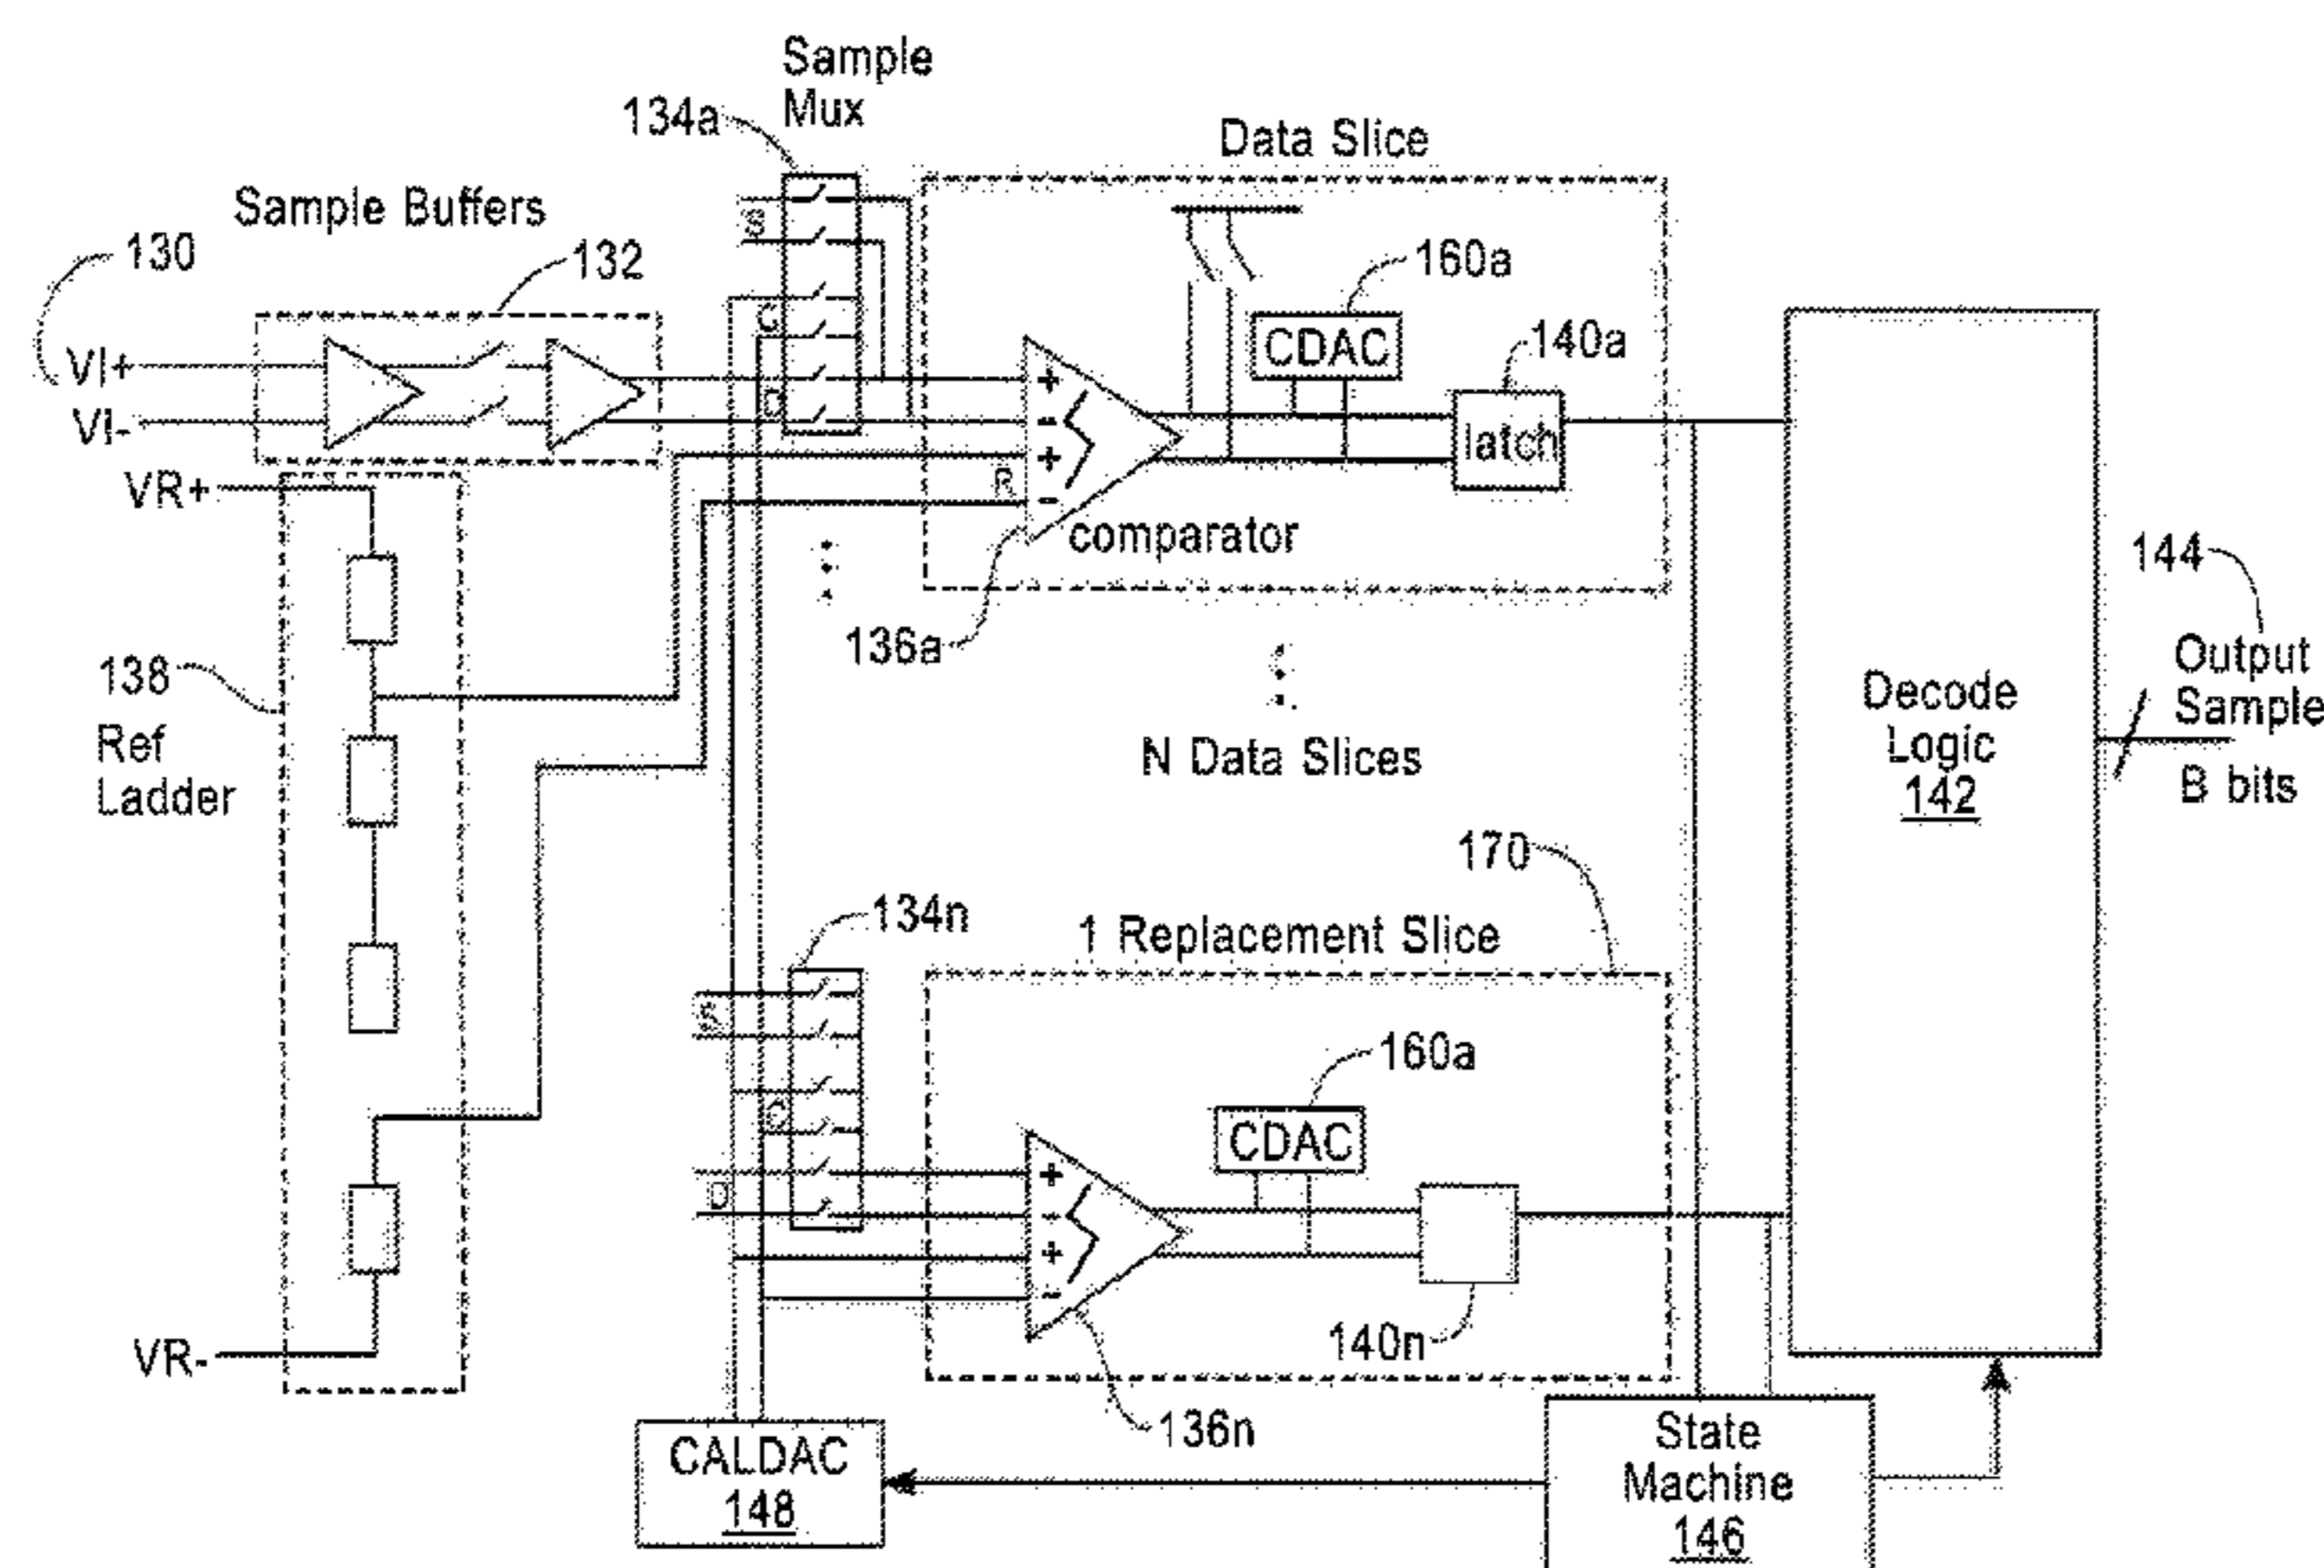 Sample
Mux
134a
Data Slice
Sample Buffers
130
132
S
160a
C
CDAC
140a
VI+
VI-
D
+
-
+
-
R
latch
VR+
comparator
136a
144
Output
Sample
B bits
138
Ref
Ladder
N Data Slices
Decode
Logic
142
170
134n
1 Replacement Slice
S
160a
C
CDAC
D
+
-
+
-
140n
VR-
136n
CALDAC
148
State
Machine
146